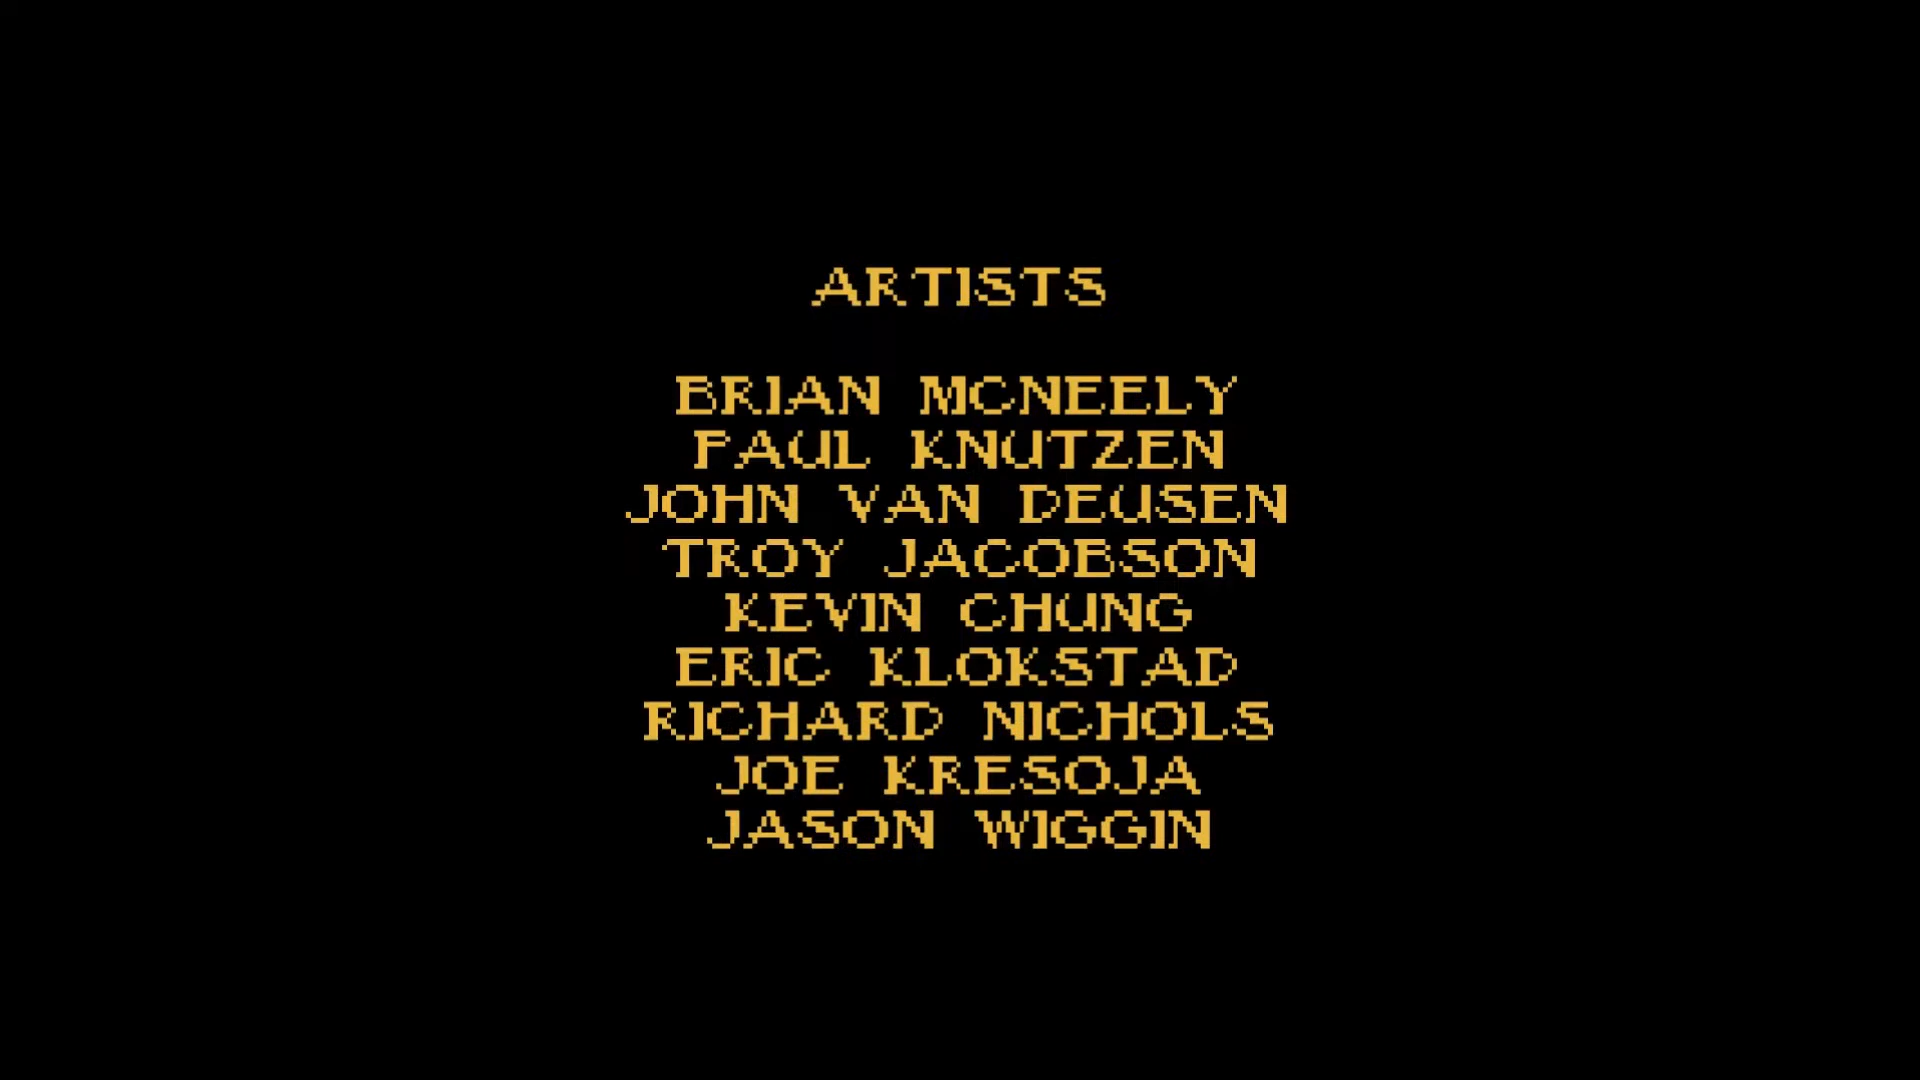 ARTISTS
BRIAN MCNEELY
PAUL KNUTZEN
JOHN VAN DEUSEN
TROY JACOBSON
KEVIN CHUNG
ERIC KLOKSTAD
RICHARD NICHOLS
JOE KRESOJA
JASON WIGGIN